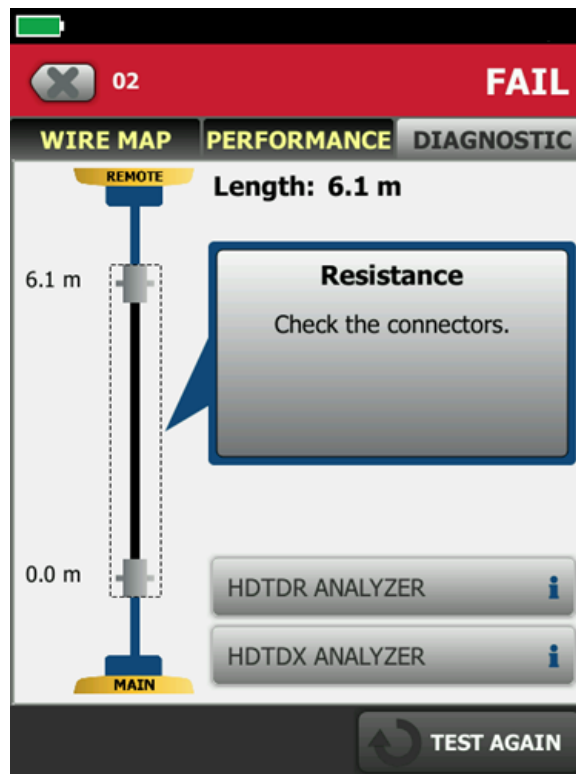 02
FAIL
WIRE MAP
PERFORMANCE
DIAGNOSTIC
REMOTE
Length: 6.1 m
6.1 m
Resistance
Check the connectors.
0.0 m
HDTDR ANALYZER i
HDTDX ANALYZER i
MAIN
TEST AGAIN